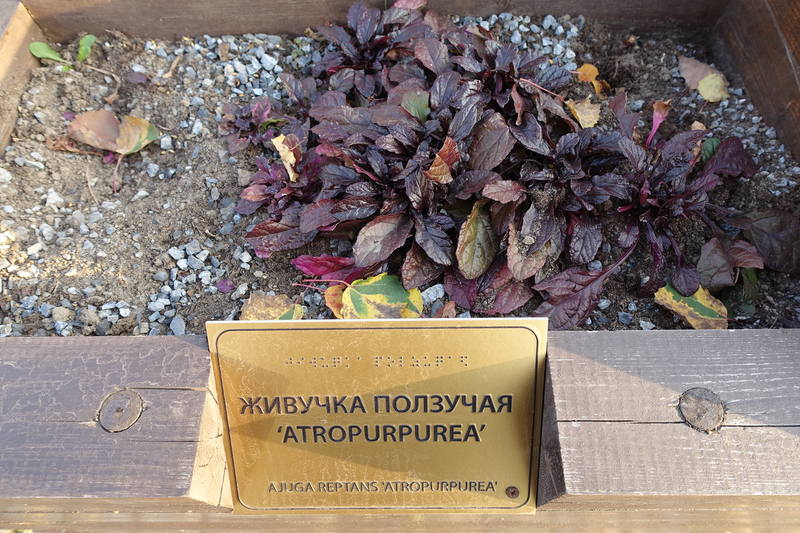 ЖИВУЧКА ПОЛЗУЧАЯ
‘ATROPURPUREA’
AJUGA REPTANS ‘ATROPURPUREA’